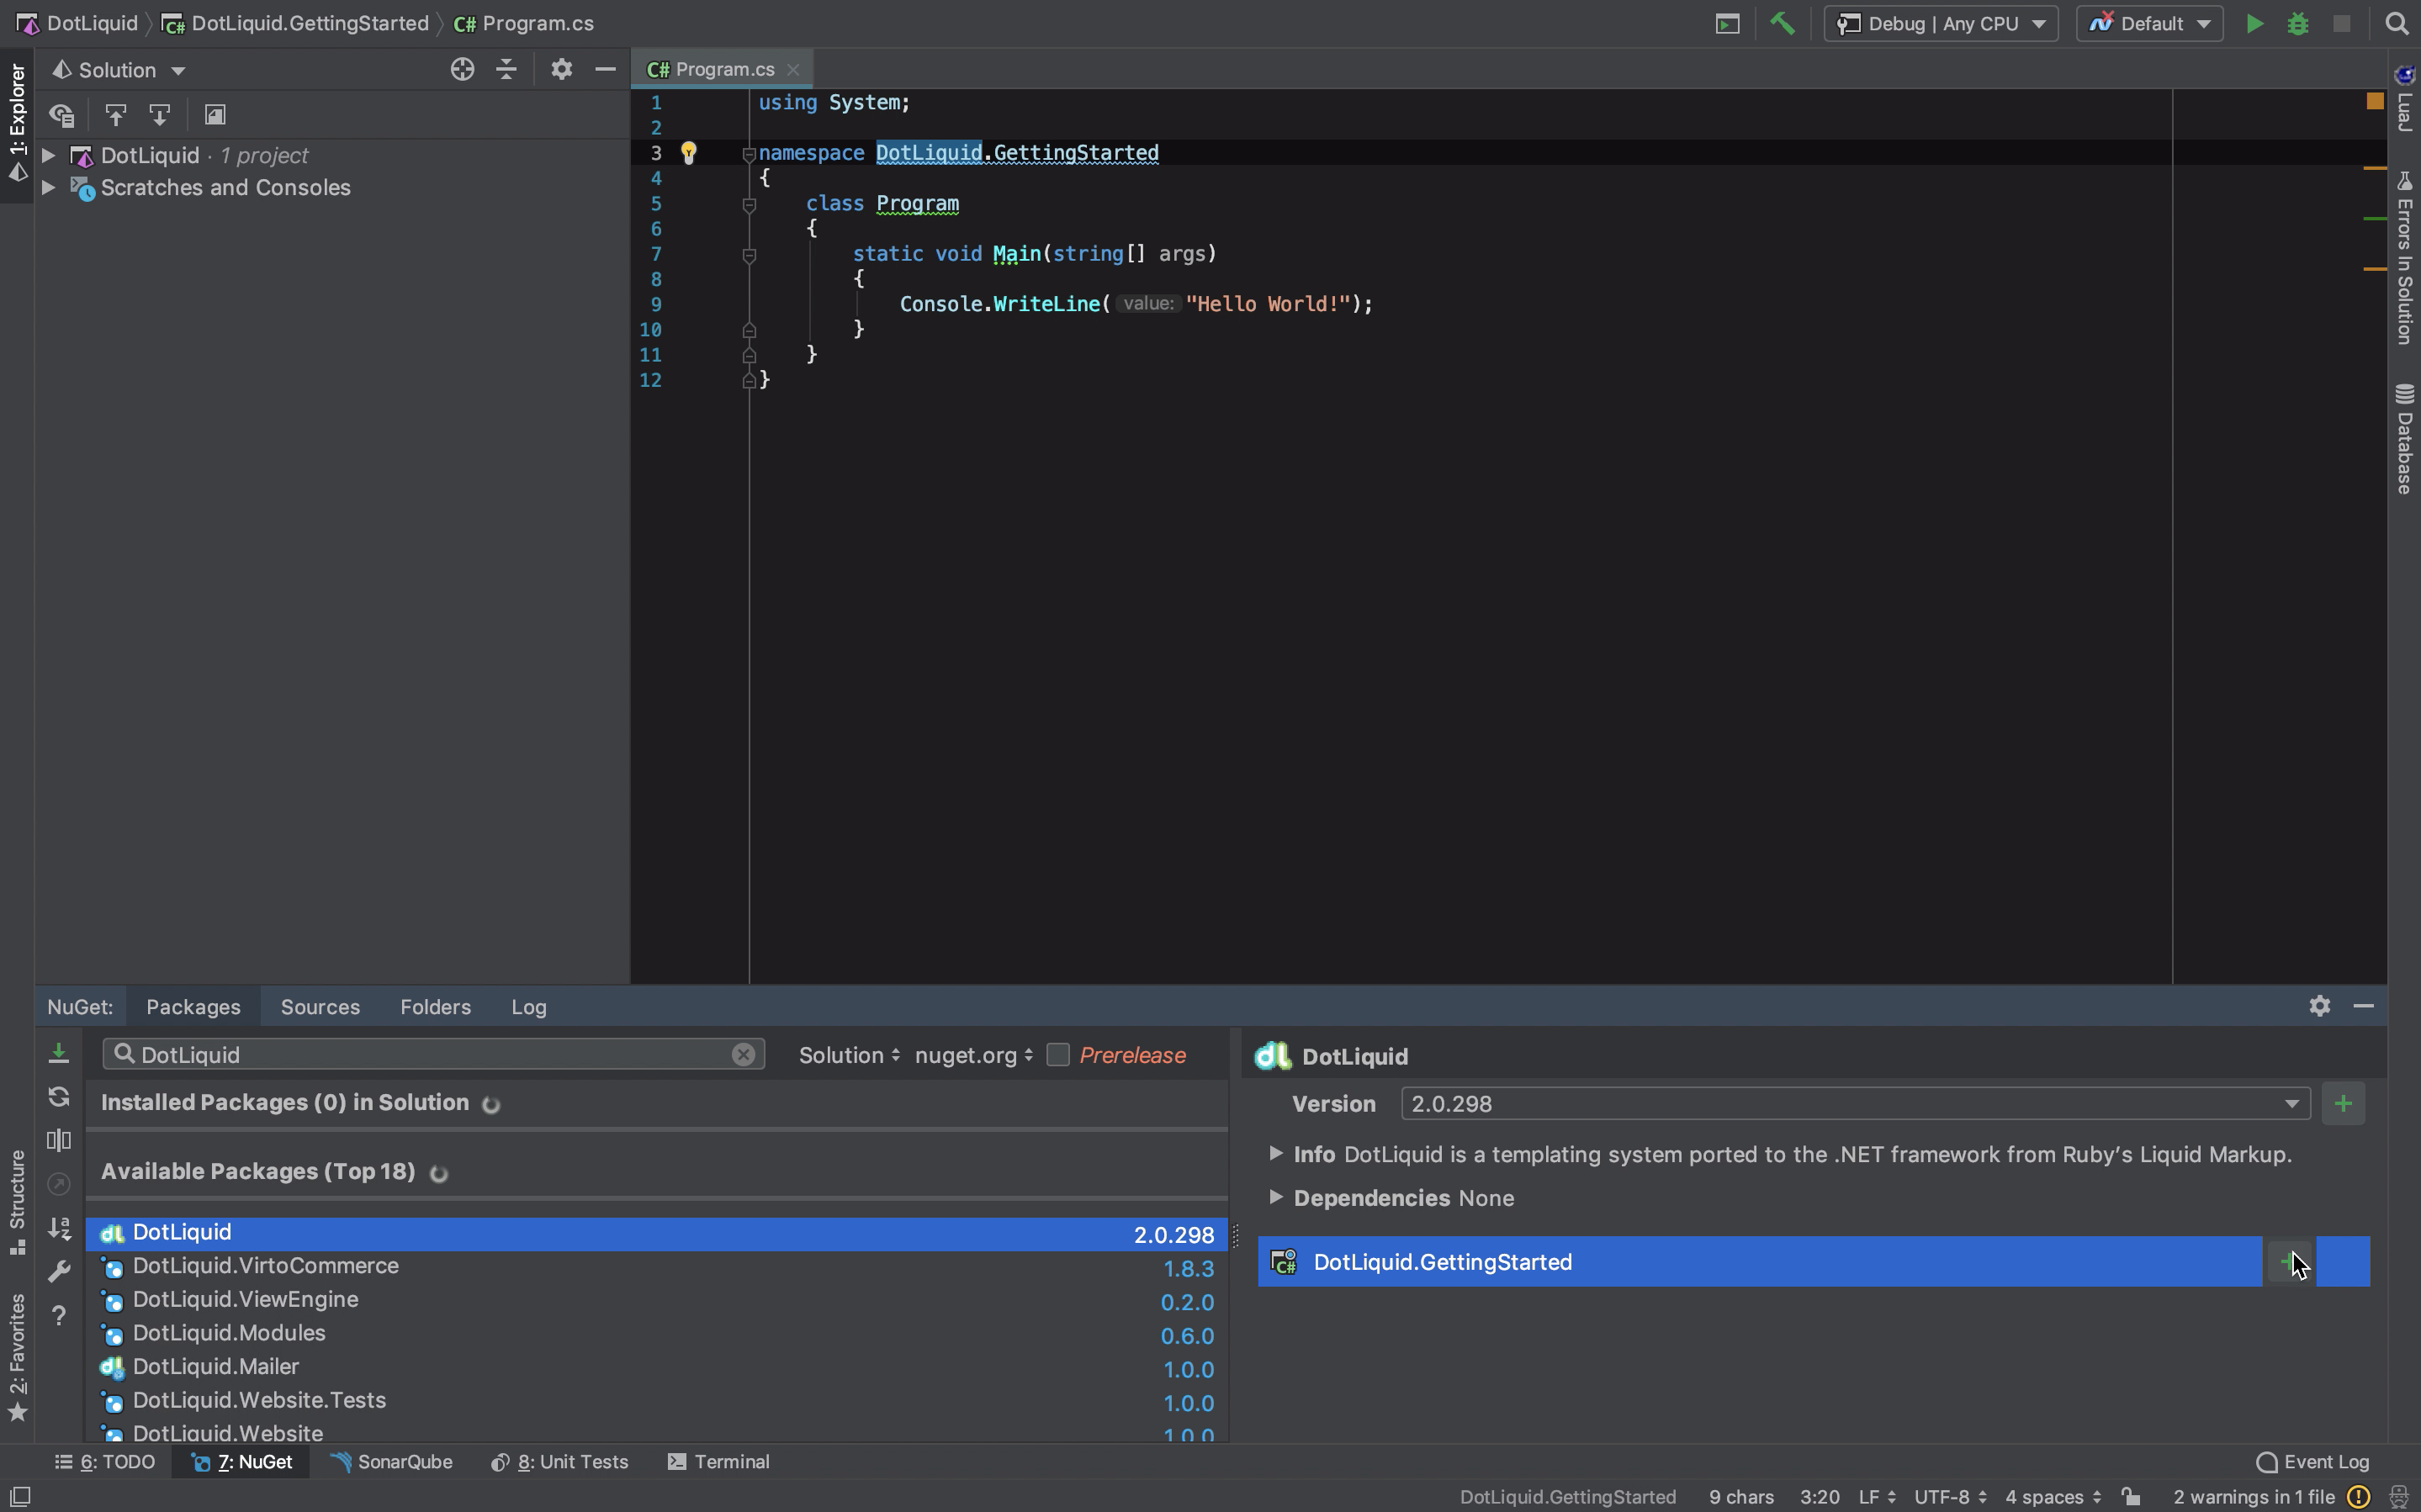 DotLiquid DotLiquid.GettingStarted C# Program.cs
Debug | Any CPU Default
1: Explorer
Solution
DotLiquid · 1 project
Scratches and Consoles
C# Program.cs
1 using System;
2
3 namespace DotLiquid.GettingStarted
4 {
5 class Program
6 {
7 static void Main(string[] args)
8 {
9 Console.WriteLine( value: "Hello World!");
10 }
11 }
12 }
LuaJ
Errors In Solution
Database
Structure
2: Favorites
NuGet: Packages Sources Folders Log
DotLiquid
Solution nuget.org Prerelease
Installed Packages (0) in Solution
Available Packages (Top 18)
dl DotLiquid 2.0.298
DotLiquid.VirtoCommerce 1.8.3
DotLiquid.ViewEngine 0.2.0
DotLiquid.Modules 0.6.0
dl DotLiquid.Mailer 1.0.0
DotLiquid.Website.Tests 1.0.0
DotLiquid.Website 1.0.0
dl DotLiquid
Version 2.0.298
Info DotLiquid is a templating system ported to the .NET framework from Ruby’s Liquid Markup.
Dependencies None
C# DotLiquid.GettingStarted
6: TODO 7: NuGet SonarQube 8: Unit Tests Terminal Event Log
DotLiquid.GettingStarted 9 chars 3:20 LF UTF-8 4 spaces 2 warnings in 1 file